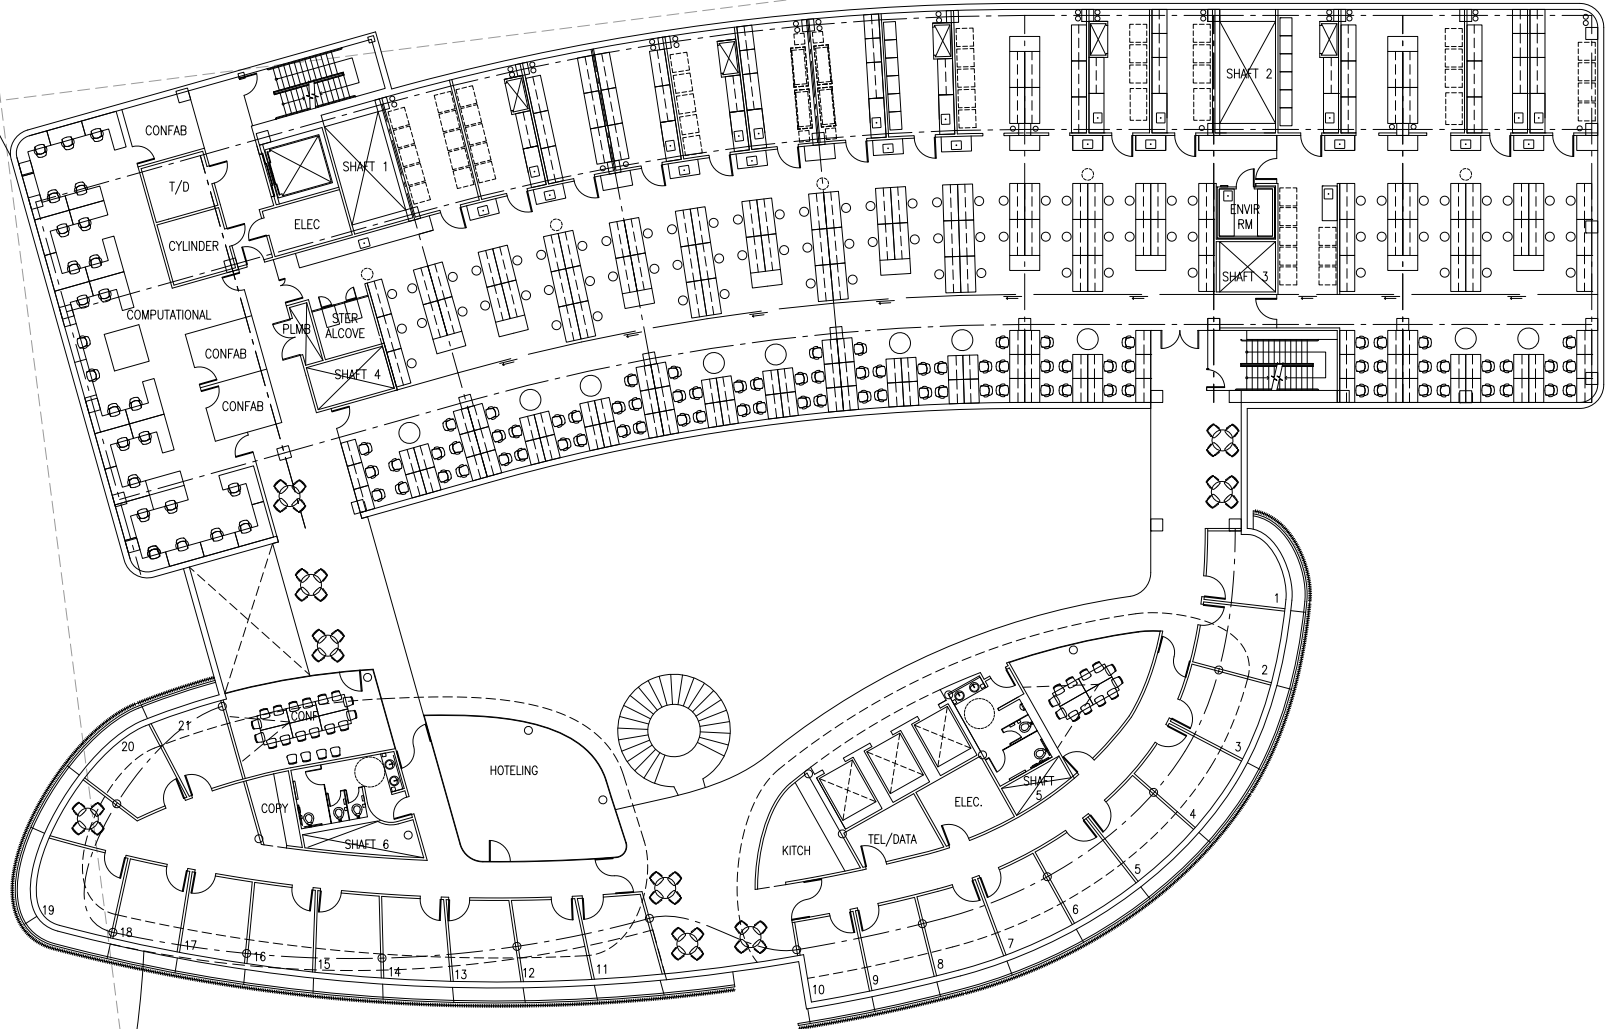 SHAFT 2
CONFAB
SHAFT 1
T/D
ELEC
CYLINDER
ENVIR
RM
SHAFT 3
COMPUTATIONAL
PLMB
STER
ALCOVE
CONFAB
SHAFT 4
CONFAB
1
2
3
4
5
6
7
8
9
10
SHAFT
5
ELEC.
TEL/DATA
KITCH
HOTELING
CONF
21
20
COPY
SHAFT 6
19
18
17
16
15
14
13
12
11